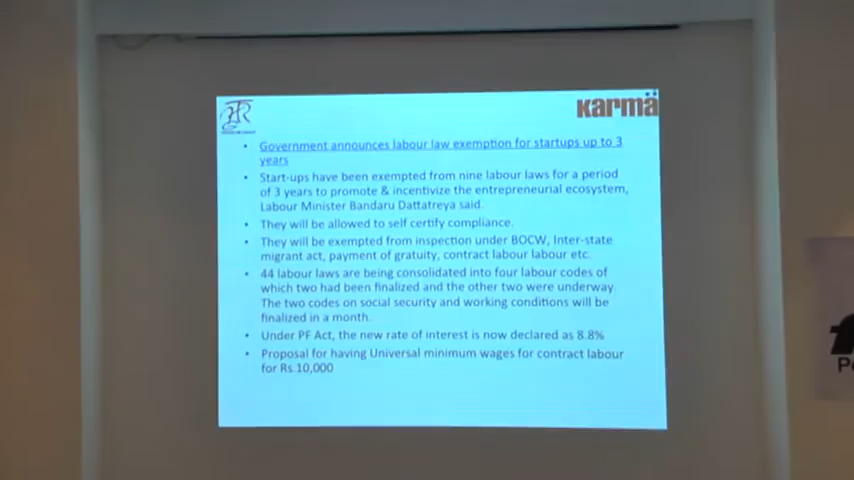 karmä
Government announces labour law exemption for startups up to 3
years
Start-ups have been exempted from nine labour laws for a period
of 3 years to promote & incentivize the entrepreneurial ecosystem,
Labour Minister Bandaru Dattatreya said.
They will be allowed to self certify compliance.
They will be exempted from inspection under BOCW, Inter-state
migrant act, payment of gratuity, contract labour labour etc.
44 labour laws are being consolidated into four labour codes of
which two had been finalized and the other two were underway.
The two codes on social security and working conditions will be
finalized in a month.
Under PF Act, the new rate of interest is now declared as 8.8%
Proposal for having Universal minimum wages for contract labour
for Rs.10,000